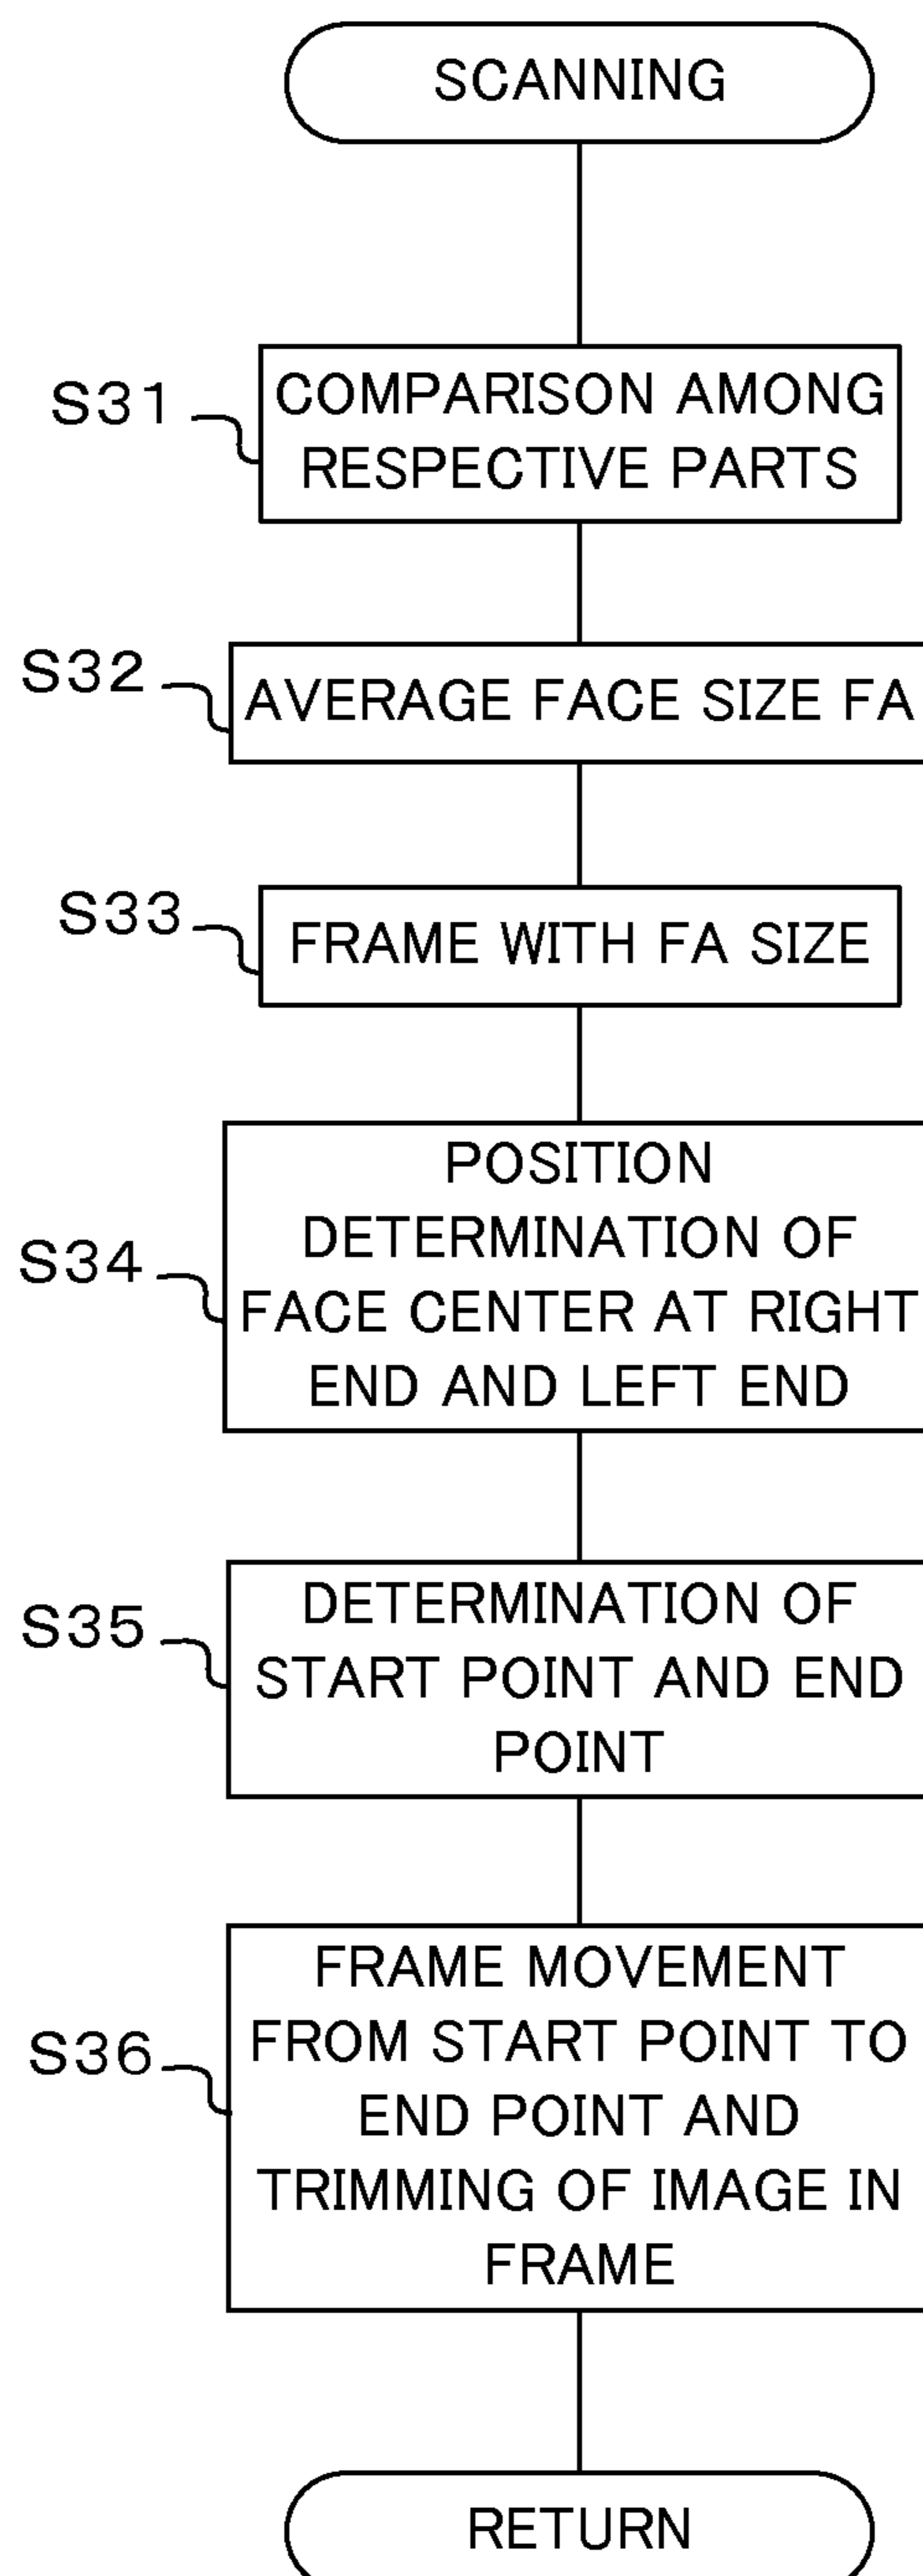 SCANNING
S31
COMPARISON AMONG
RESPECTIVE PARTS
S32
AVERAGE FACE SIZE FA
S33
FRAME WITH FA SIZE
S34
POSITION
DETERMINATION OF
FACE CENTER AT RIGHT
END AND LEFT END
S35
DETERMINATION OF
START POINT AND END
POINT
S36
FRAME MOVEMENT
FROM START POINT TO
END POINT AND
TRIMMING OF IMAGE IN
FRAME
RETURN